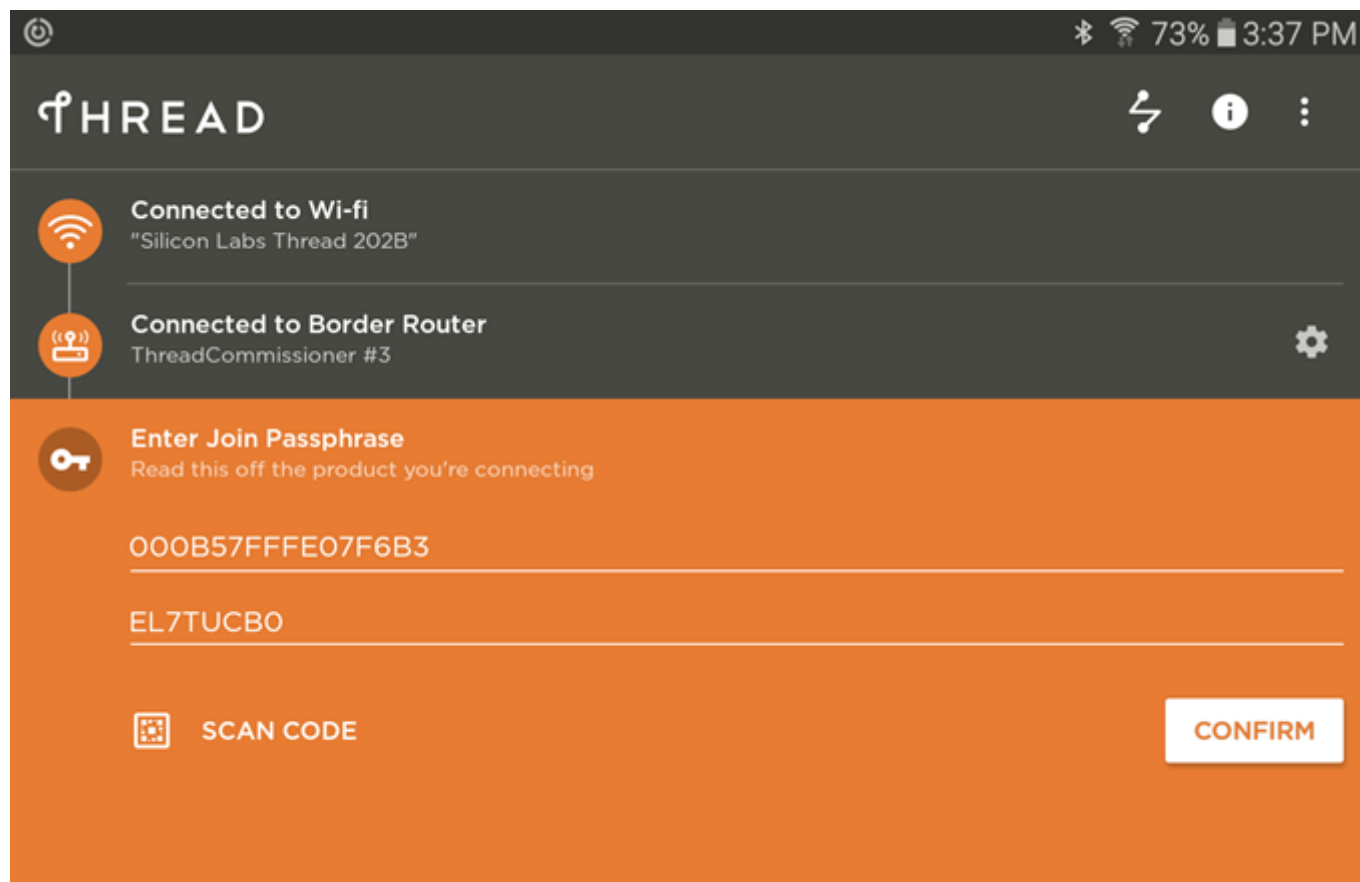 73% 3:37 PM
THREAD
Connected to Wi-fi
"Silicon Labs Thread 202B"
Connected to Border Router
ThreadCommissioner #3
Enter Join Passphrase
Read this off the product you're connecting
000B57FFFE07F6B3
EL7TUCB0
SCAN CODE
CONFIRM